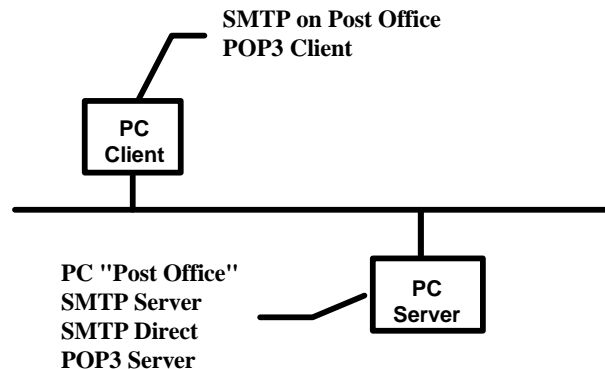 SMTP on Post Office
POP3 Client
PC
Client
PC "Post Office"
SMTP Server
SMTP Direct
POP3 Server
PC
Server